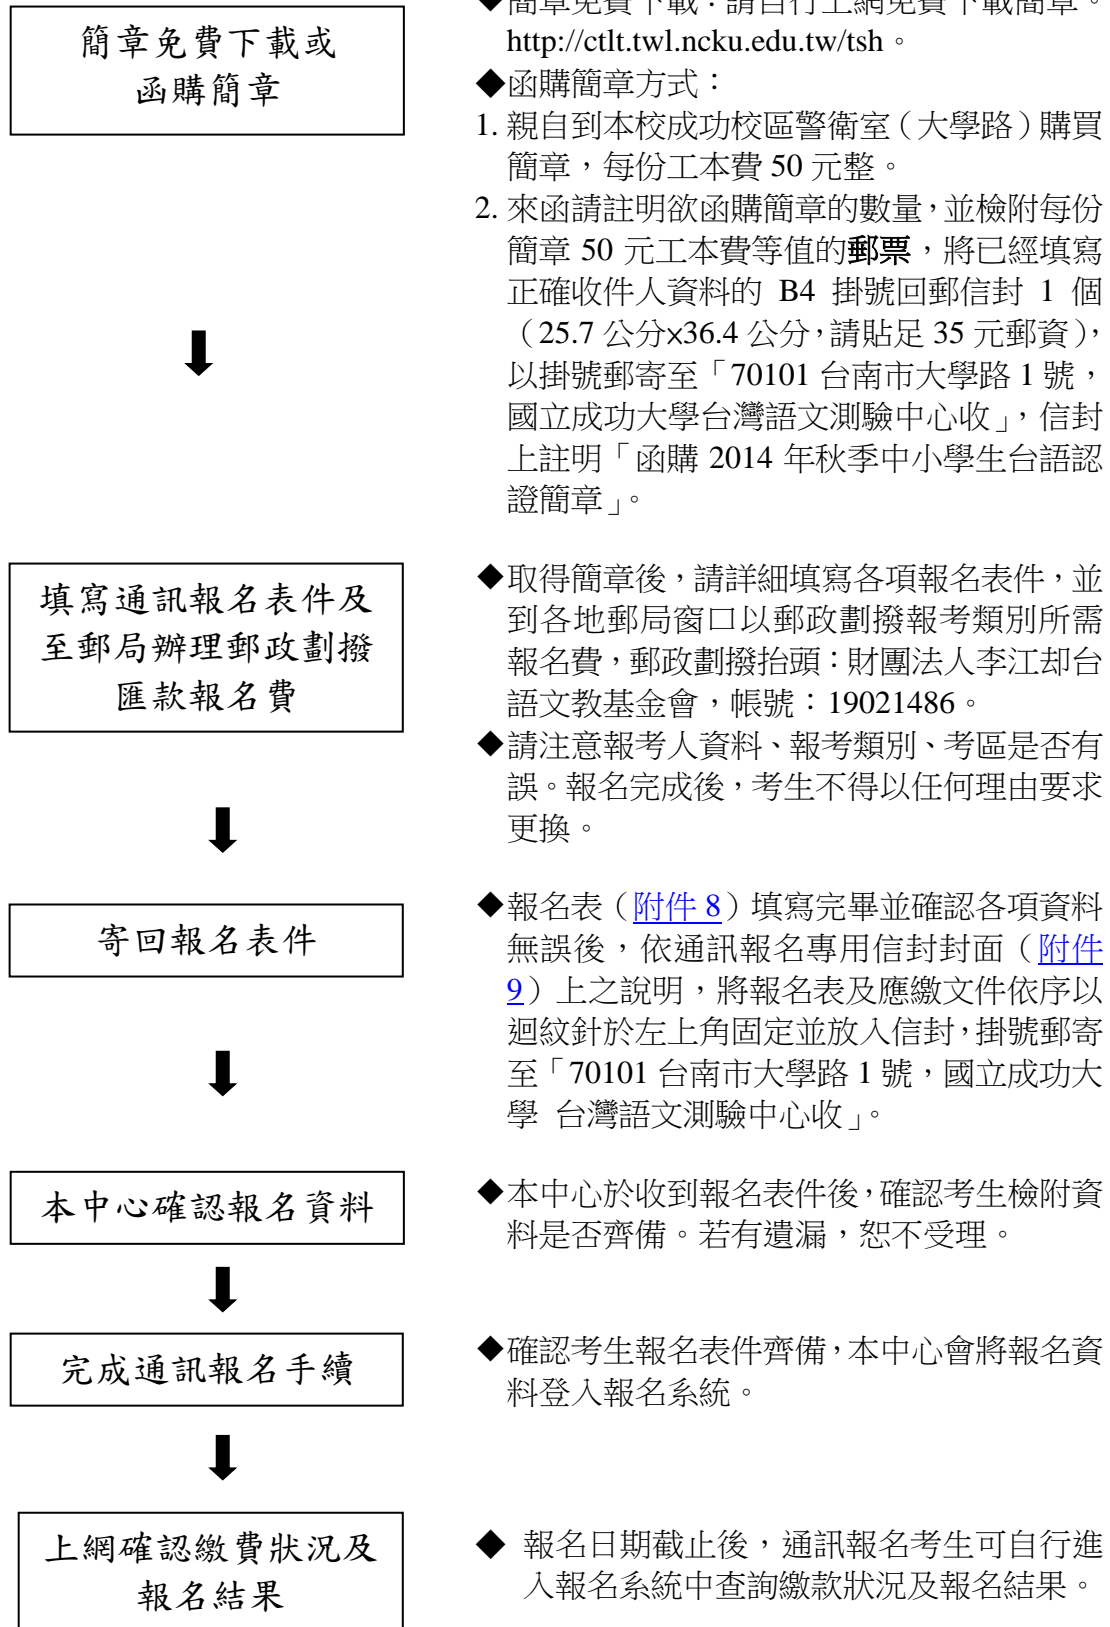 簡章免費下載或
函購簡章
◆簡章免費下載：請自行上網免費下載簡章。
http://ctlt.twl.ncku.edu.tw/tsh。
◆函購簡章方式：
1. 親自到本校成功校區警衛室（大學路）購買
簡章，每份工本費 50 元整。
2. 來函請註明欲函購簡章的數量，並檢附每份
簡章 50 元工本費等值的郵票，將已經填寫
正確收件人資料的 B4 掛號回郵信封 1 個
（25.7 公分×36.4 公分，請貼足 35 元郵資），
以掛號郵寄至「70101 台南市大學路 1 號，
國立成功大學台灣語文測驗中心收」，信封
上註明「函購 2014 年秋季中小學生台語認
證簡章」。
填寫通訊報名表件及
至郵局辦理郵政劃撥
匯款報名費
◆取得簡章後，請詳細填寫各項報名表件，並
到各地郵局窗口以郵政劃撥報考類別所需
報名費，郵政劃撥抬頭：財團法人李江却台
語文教基金會，帳號：19021486。
◆請注意報考人資料、報考類別、考區是否有
誤。報名完成後，考生不得以任何理由要求
更換。
寄回報名表件
◆報名表（附件 8）填寫完畢並確認各項資料
無誤後，依通訊報名專用信封封面（附件
9）上之說明，將報名表及應繳文件依序以
迴紋針於左上角固定並放入信封，掛號郵寄
至「70101 台南市大學路 1 號，國立成功大
學 台灣語文測驗中心收」。
本中心確認報名資料
◆本中心於收到報名表件後，確認考生檢附資
料是否齊備。若有遺漏，恕不受理。
完成通訊報名手續
◆確認考生報名表件齊備，本中心會將報名資
料登入報名系統。
上網確認繳費狀況及
報名結果
◆ 報名日期截止後，通訊報名考生可自行進
入報名系統中查詢繳款狀況及報名結果。